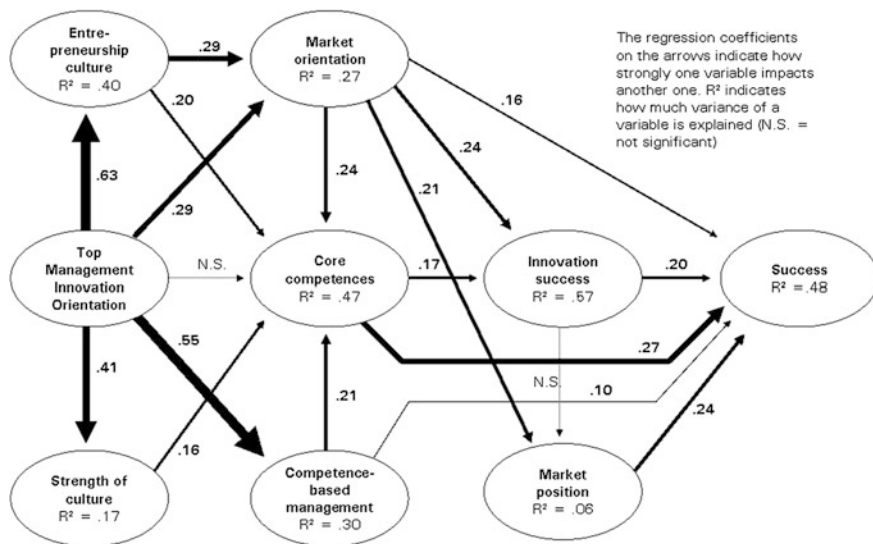 Entre-
preneurship
culture
R² = .40
.29
Market
orientation
R² = .27
The regression coefficients
on the arrows indicate how
strongly one variable impacts
another one. R² indicates
how much variance of a
variable is explained (N.S. =
not significant)
.20
.16
.63
.29
.24
.24
.21
Top
Management
Innovation
Orientation
N.S.
Core
competences
R² = .47
.17
Innovation
success
R² = .57
.20
Success
R² =.48
.41
.55
.16
.21
.27
N.S.
.10
.24
Strength of
culture
R² = .17
Competence-
based
management
R² = .30
Market
position
R² = .06